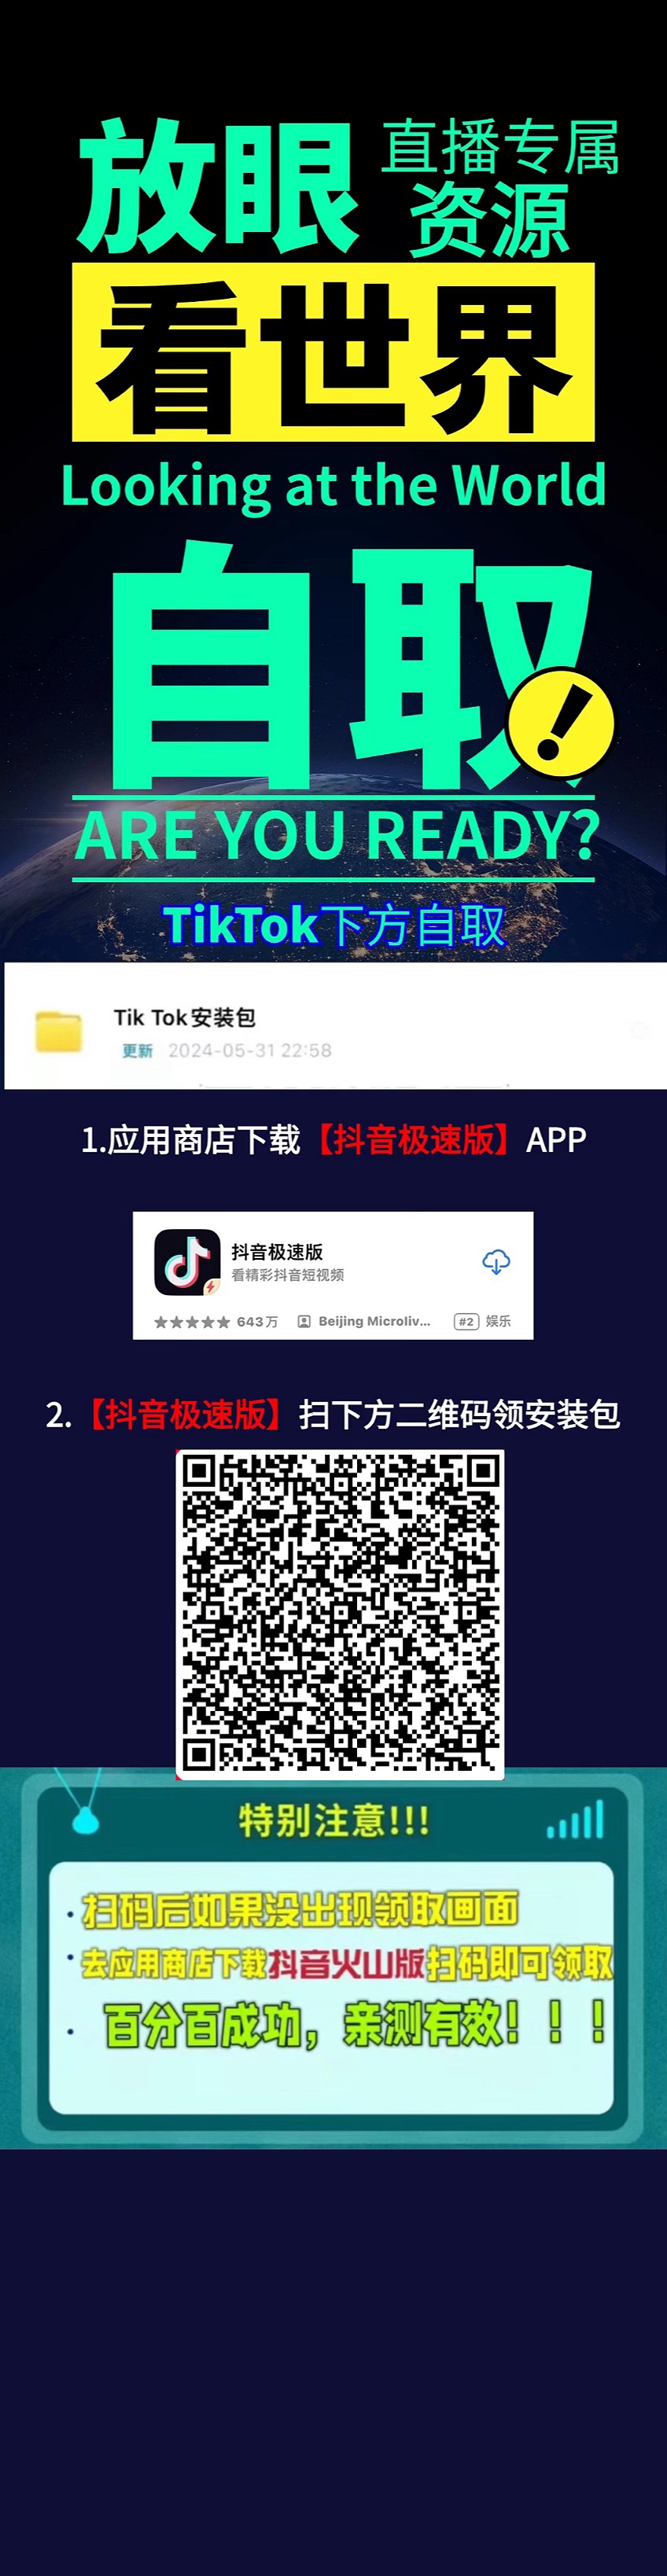 放眼
直播专属
资源
看世界
Looking at the World
自取
!
ARE YOU READY?
TikTok下方自取
Tik Tok安装包
更新 2024-05-31 22:58
1.应用商店下载【抖音极速版】APP
抖音极速版
看精彩抖音短视频
★★★★★ 643万 Beijing Microliv... #2 娱乐
2.【抖音极速版】扫下方二维码领安装包
特别注意!!!
• 扫码后如果没出现领取画面
• 去应用商店下载抖音火山版扫码即可领取
• 百分百成功，亲测有效！！！